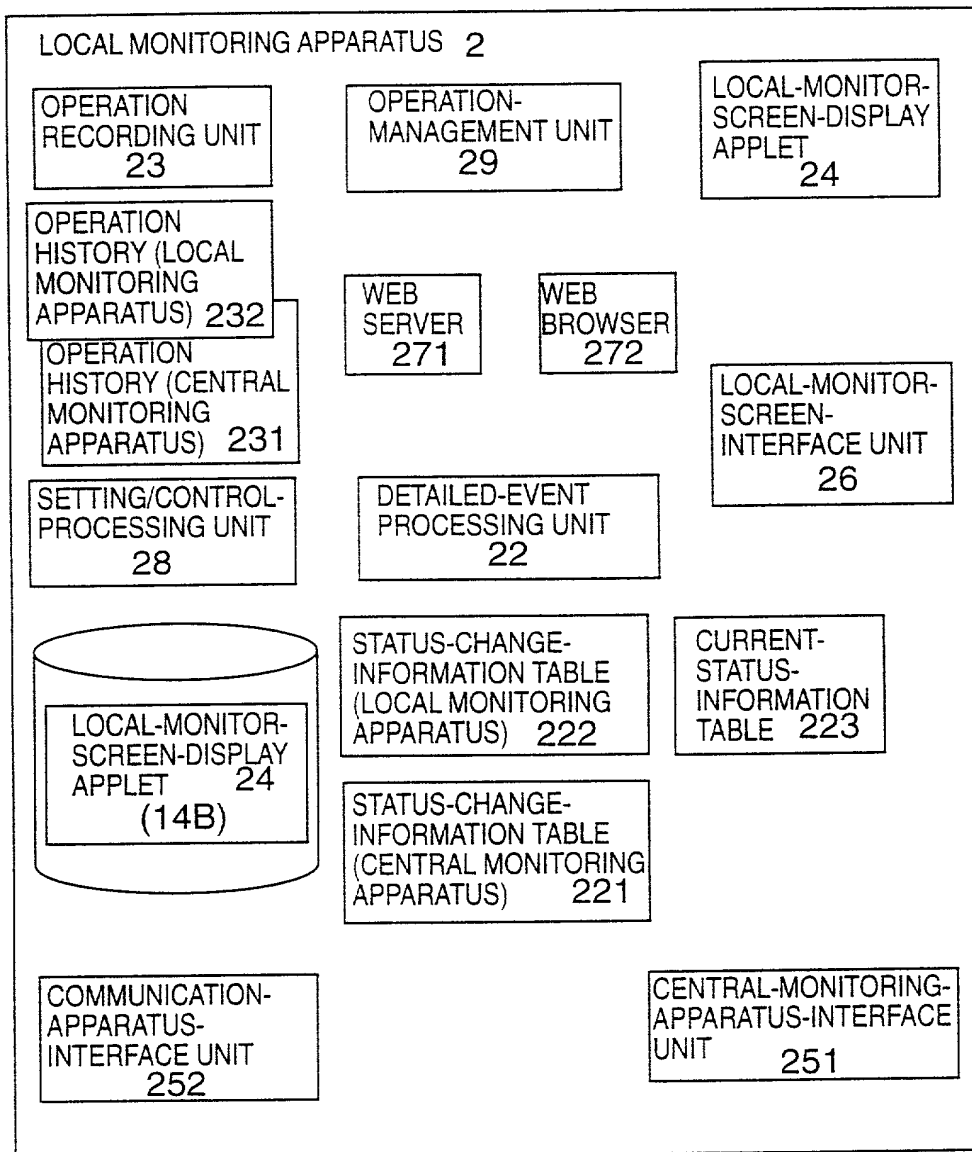 LOCAL MONITORING APPARATUS 2
OPERATION
RECORDING UNIT
23
OPERATION-
MANAGEMENT UNIT
29
LOCAL-MONITOR-
SCREEN-DISPLAY
APPLET
24
OPERATION
HISTORY (LOCAL
MONITORING
APPARATUS) 232
OPERATION
HISTORY (CENTRAL
MONITORING
APPARATUS) 231
WEB
SERVER
271
WEB
BROWSER
272
LOCAL-MONITOR-
SCREEN-
INTERFACE UNIT
26
SETTING/CONTROL-
PROCESSING UNIT
28
DETAILED-EVENT
PROCESSING UNIT
22
LOCAL-MONITOR-
SCREEN-DISPLAY
APPLET 24
(14B)
STATUS-CHANGE-
INFORMATION TABLE
(LOCAL MONITORING
APPARATUS) 222
CURRENT-
STATUS-
INFORMATION
TABLE 223
STATUS-CHANGE-
INFORMATION TABLE
(CENTRAL MONITORING
APPARATUS) 221
COMMUNICATION-
APPARATUS-
INTERFACE UNIT
252
CENTRAL-MONITORING-
APPARATUS-INTERFACE
UNIT 251